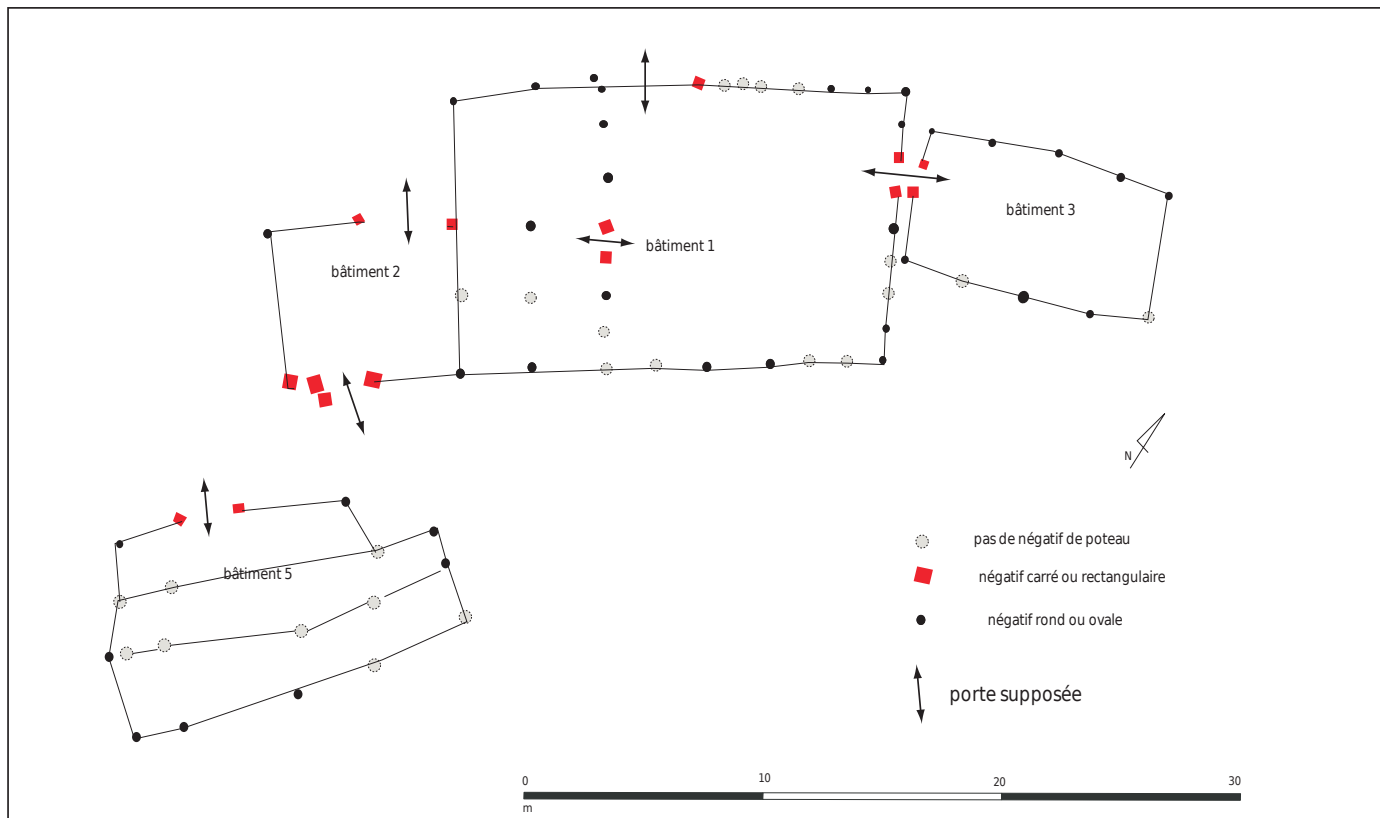 bâtiment 3
bâtiment 1
bâtiment 2
N
pas de négatif de poteau
bâtiment 5
négatif carré ou rectangulaire
négatif rond ou ovale
porte supposée
0 10 20 30
m